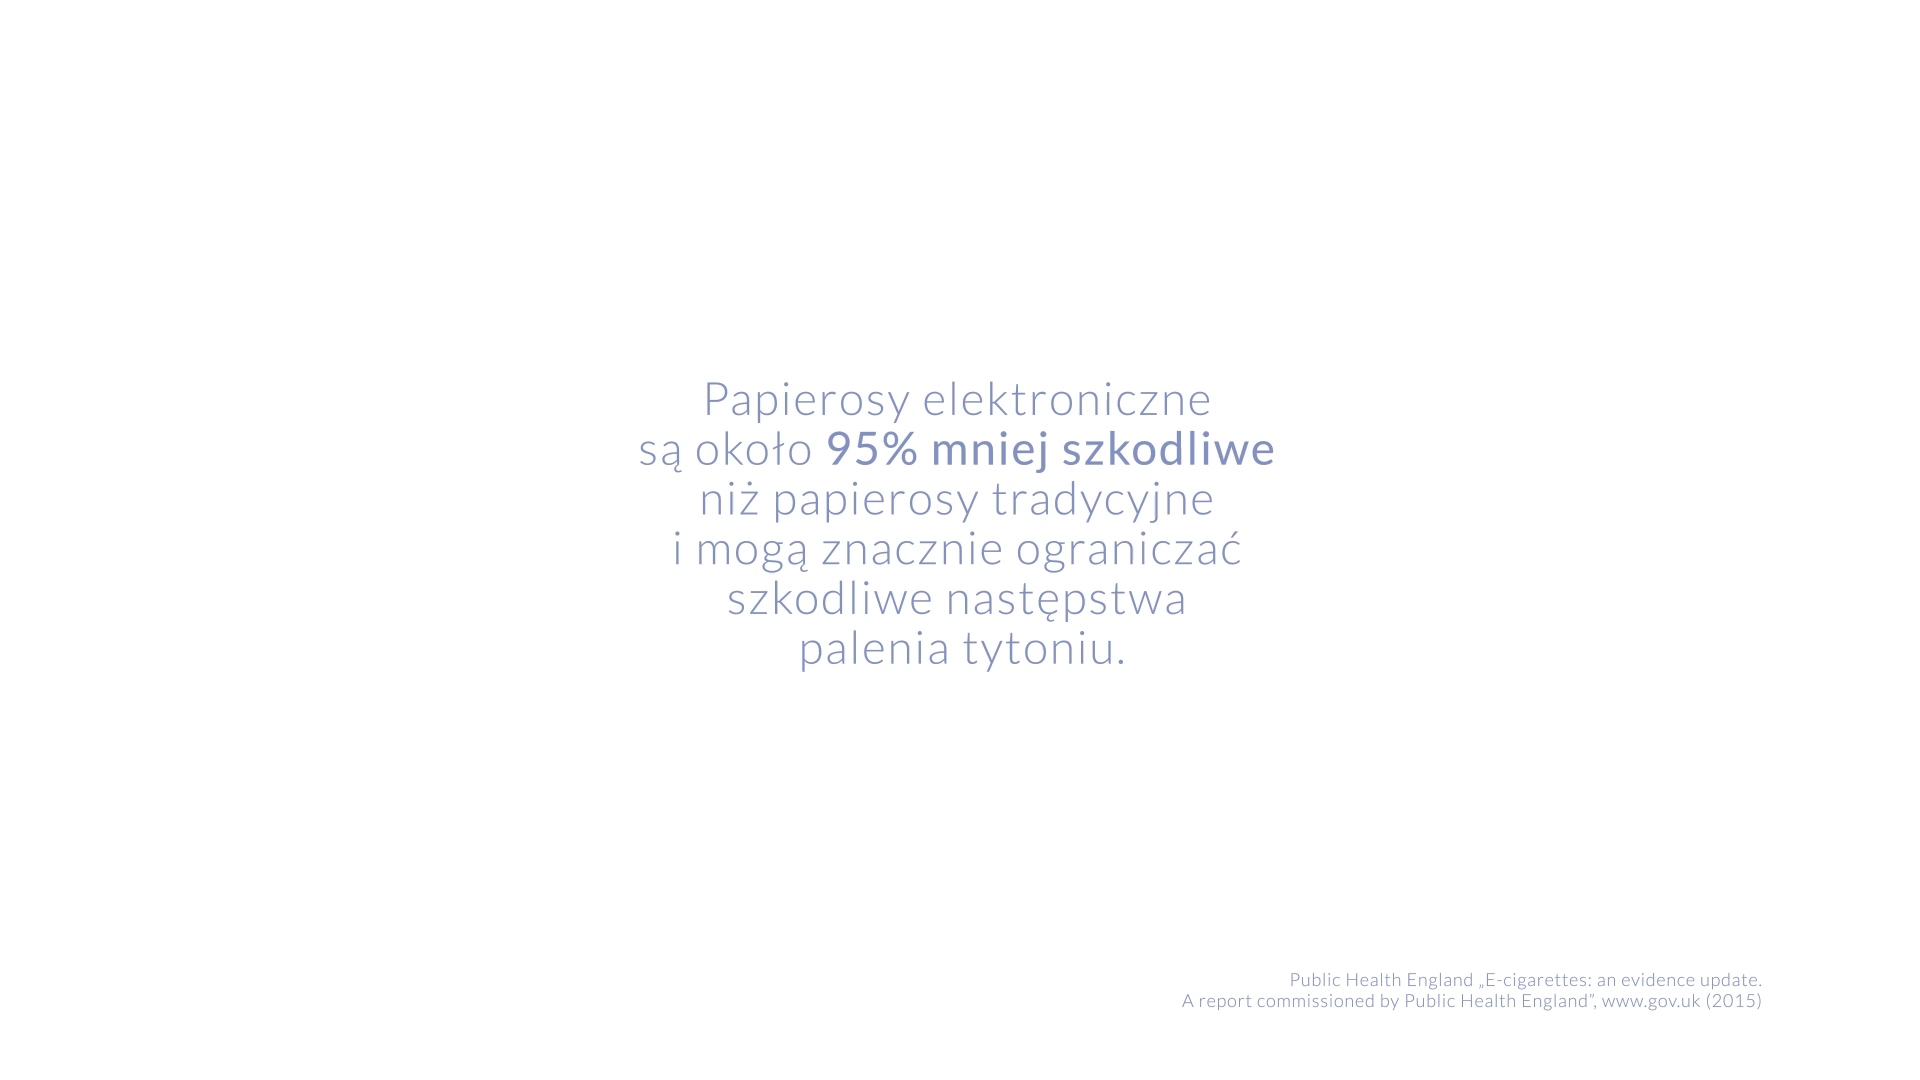 Papierosy elektroniczne
są około 95% mniej szkodliwe
niż papierosy tradycyjne
i mogą znacznie ograniczać
szkodliwe następstwa
palenia tytoniu.
Public Health England „E-cigarettes: an evidence update.
A report commissioned by Public Health England”, www.gov.uk (2015)